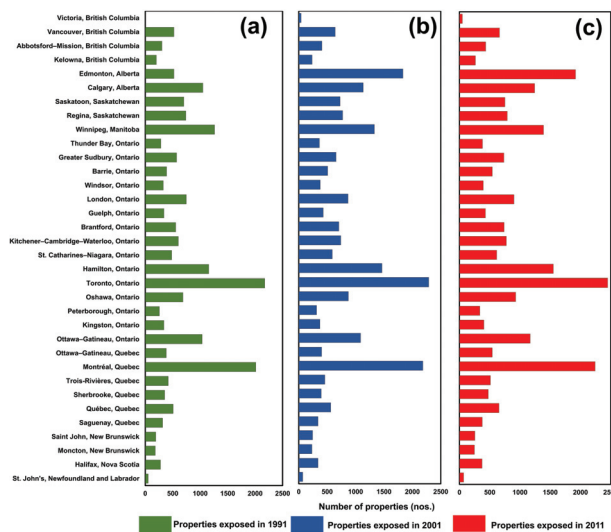 (a)
(b)
(c)
Victoria, British Columbia
Vancouver, British Columbia
Abbotsford–Mission, British Columbia
Kelowna, British Columbia
Edmonton, Alberta
Calgary, Alberta
Saskatoon, Saskatchewan
Regina, Saskatchewan
Winnipeg, Manitoba
Thunder Bay, Ontario
Greater Sudbury, Ontario
Barrie, Ontario
Windsor, Ontario
London, Ontario
Guelph, Ontario
Brantford, Ontario
Kitchener–Cambridge–Waterloo, Ontario
St. Catharines–Niagara, Ontario
Hamilton, Ontario
Toronto, Ontario
Oshawa, Ontario
Peterborough, Ontario
Kingston, Ontario
Ottawa–Gatineau, Ontario
Ottawa–Gatineau, Quebec
Montréal, Quebec
Trois-Rivières, Quebec
Sherbrooke, Quebec
Québec, Quebec
Saguenay, Quebec
Saint John, New Brunswick
Moncton, New Brunswick
Halifax, Nova Scotia
St. John's, Newfoundland and Labrador
0 500 1000 1500 2000 2500
0 500 1000 1500 2000 2500
0 500 1000 1500 2000 2500
Number of properties (nos.)
Properties exposed in 1991
Properties exposed in 2001
Properties exposed in 2011